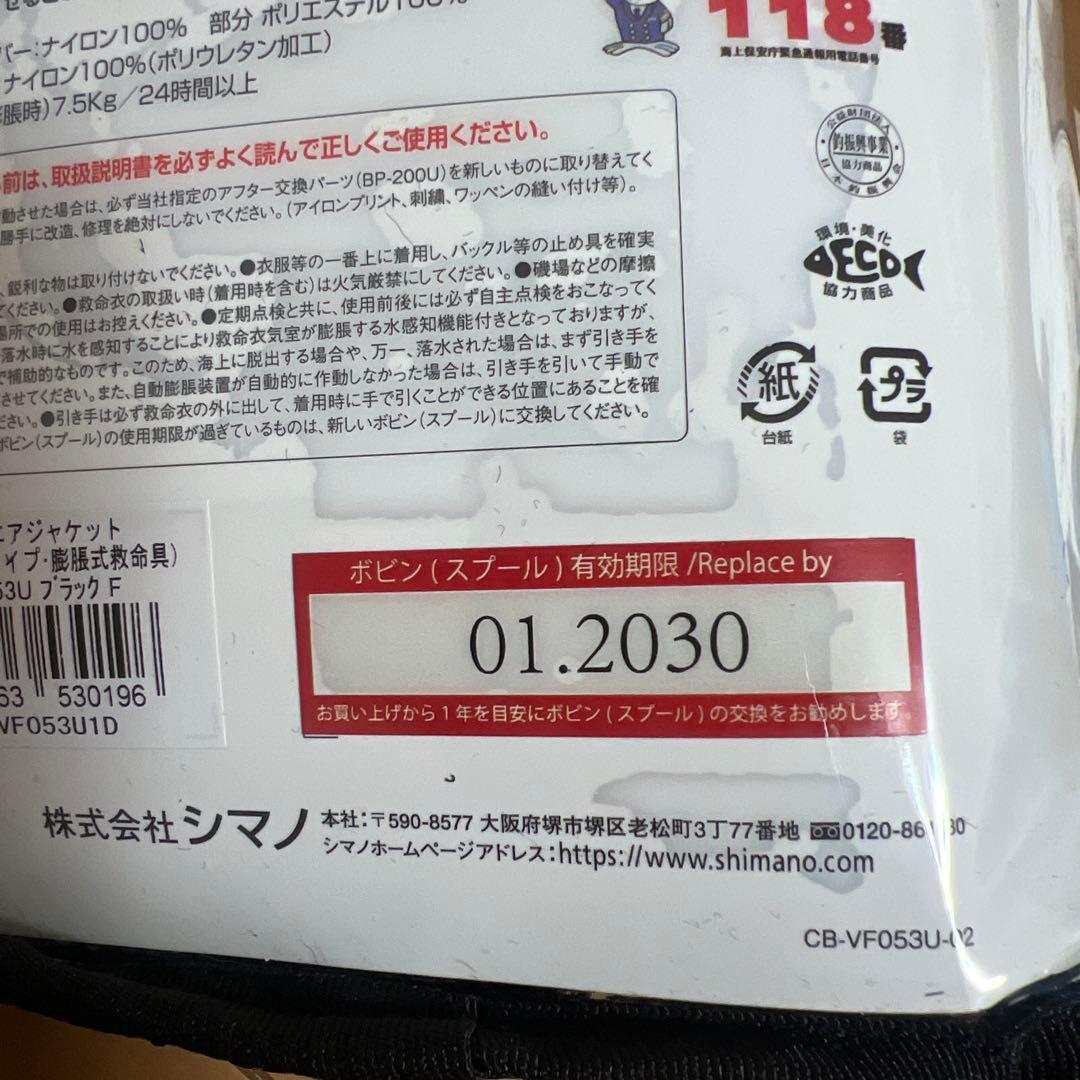 バー:ナイロン100% 部分 ポリエステル100%
ナイロン100%(ポリウレタン加工)
膨脹時)7.5Kg/24時間以上
118番
海上保安庁緊急通報用電話番号
前は、取扱説明書を必ずよく読んで正しくご使用ください。
動させた場合は、必ず当社指定のアフター交換パーツ(BP-200U)を新しいものに取り替えてく
勝手に改造、修理を絶対にしないでください。(アイロンプリント、刺繍、ワッペンの縫い付け等)。
、鋭利な物は取り付けないでください。●衣服等の一番上に着用し、バックル等の止め具を確実
てください。●救命衣の取扱い時(着用時を含む)は火気厳禁にしてください。●磯場などの摩擦
場所での使用はお控えください。●定期点検と共に、使用前後には必ず自主点検をおこなってく
落水時に水を感知することにより救命衣気室が膨脹する水感知機能付きとなっておりますが、
で補助的なものです。このため、海上に脱出する場合や、万一、落水された場合は、まず引き手を
させてください。また、自動膨脹装置が自動的に作動しなかった場合は、引き手を引いて手動で
ださい。●引き手は必ず救命衣の外に出して、着用時に手で引くことができる位置にあることを確
ボビン(スプール)の使用期限が過ぎているものは、新しいボビン(スプール)に交換してください。
公益財団法人
釣振興事業
協力商品
日本釣振興会
環境・美化
ECO
協力商品
紙
台紙
プラ
袋
エアジャケット
イプ・膨脹式救命具)
53U ブラック F
63 530196
VF053U1D
ボビン(スプール)有効期限/Replace by
01.2030
お買い上げから1年を目安にボビン(スプール)の交換をお勧めします。
株式会社シマノ
本社:〒590-8577 大阪府堺市堺区老松町3丁77番地 0120-86
シマノホームページアドレス:https://www.shimano.com
CB-VF053U-02